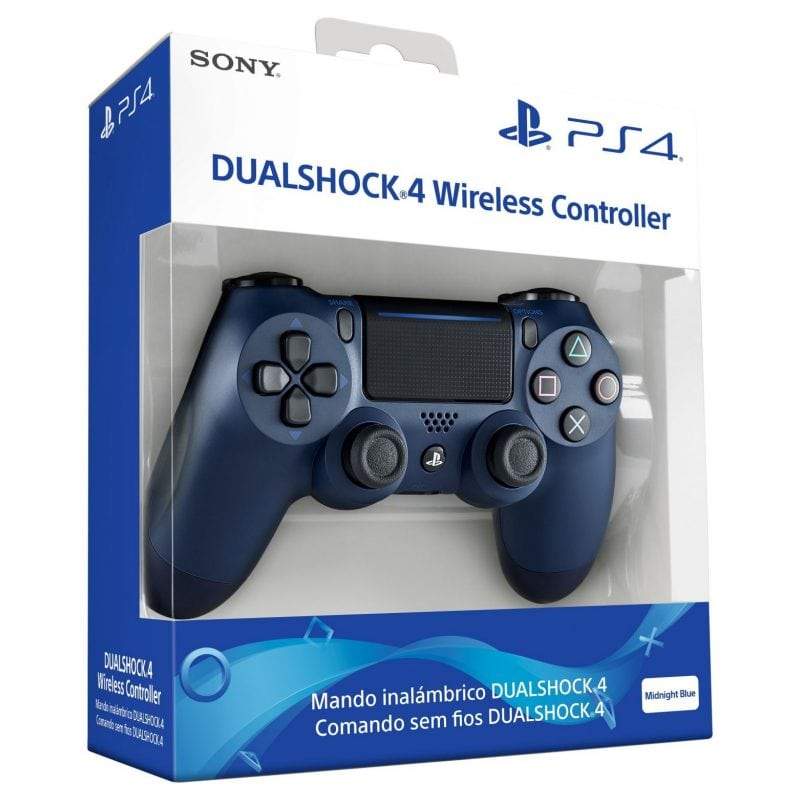 SONY
PS4
PS4
DUALSHOCK®4 Wireless Controller
SHARE
OPTIONS
DUALSHOCK®4
Wireless Controller
Mando inalámbrico DUALSHOCK®4
Comando sem fios DUALSHOCK®4
Mando inalámbrico DUALSHOCK®4
Comando sem fios DUALSHOCK®4
Midnight Blue